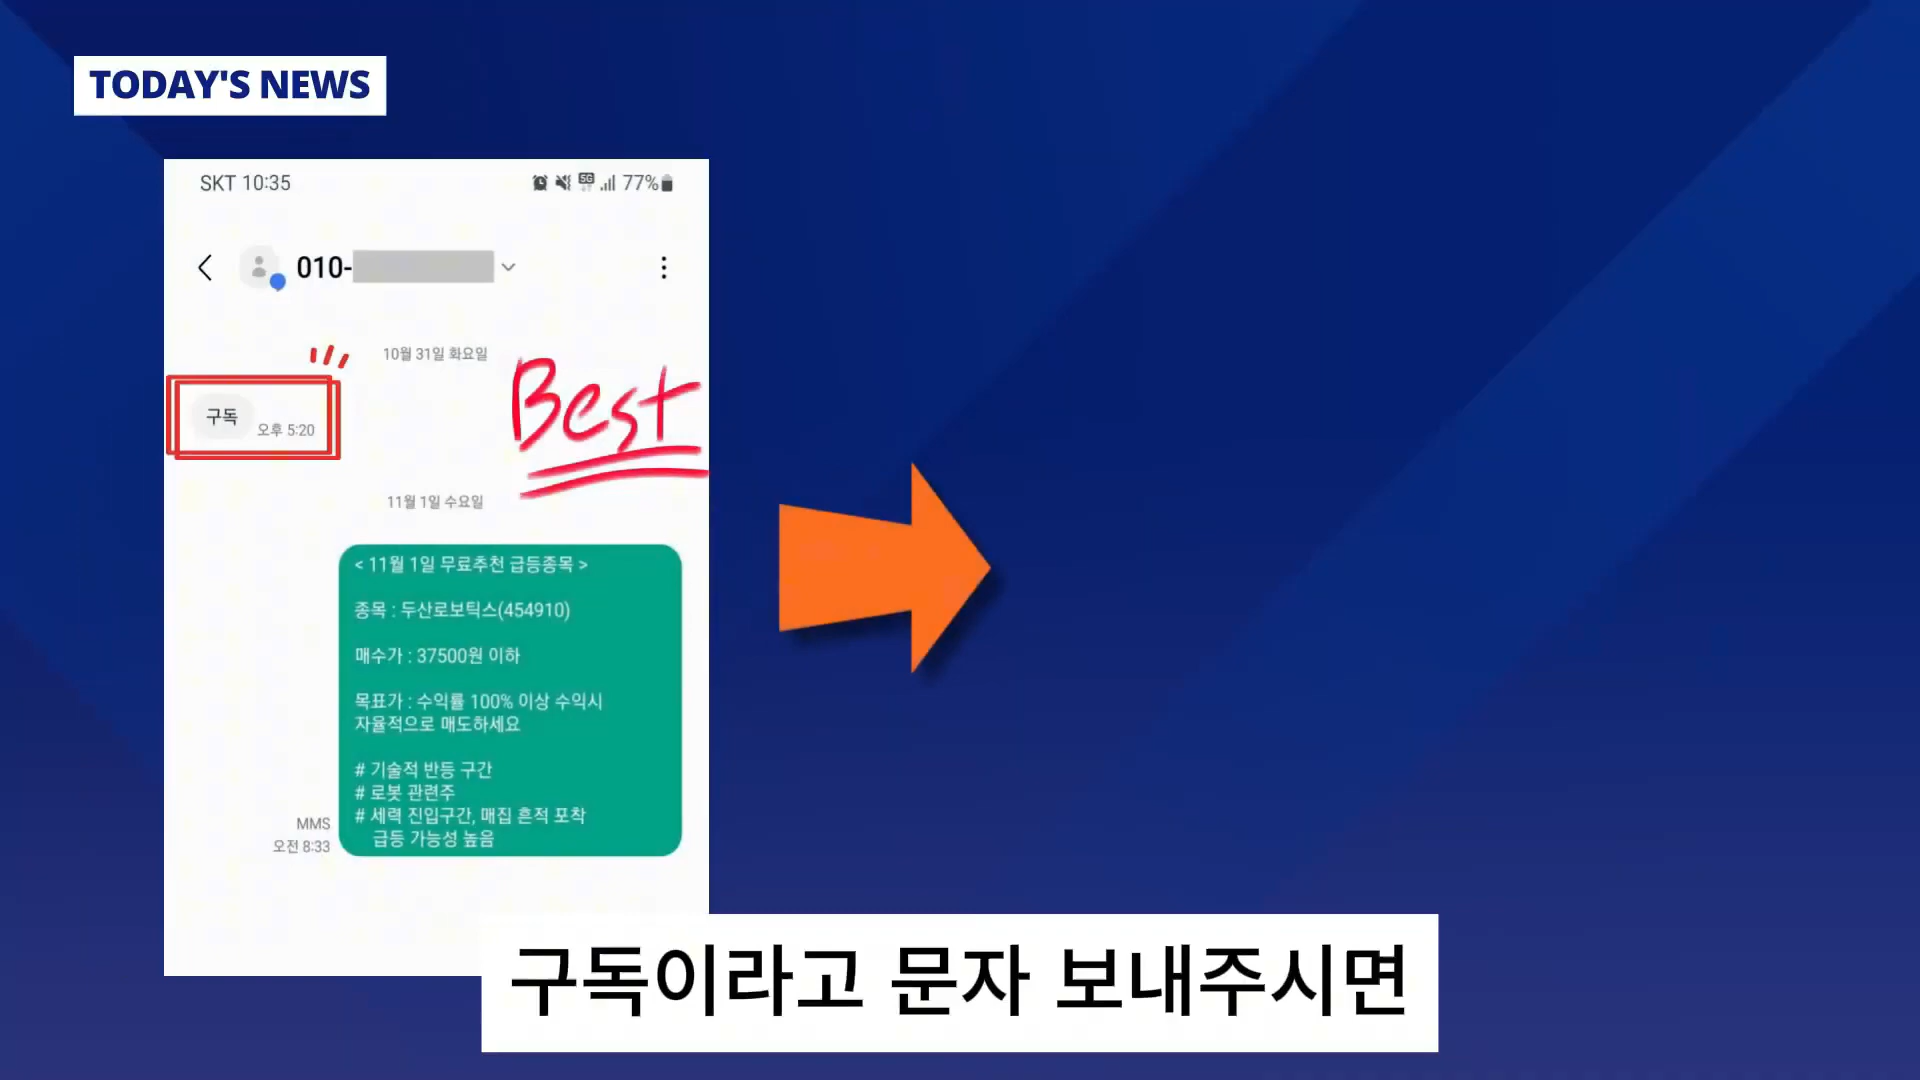 TODAY'S NEWS
SKT 10:35
5G
77%
010-
10월 31일 화요일
구독
오후 5:20
Best
11월 1일 수요일
< 11월 1일 무료추천 급등종목 >
종목 : 두산로보틱스(454910)
매수가 : 37500원 이하
목표가 : 수익률 100% 이상 수익시
자율적으로 매도하세요
# 기술적 반등 구간
# 로봇 관련주
# 세력 진입구간, 매집 흔적 포착
급등 가능성 높음
MMS
오전 8:33
구독이라고 문자 보내주시면